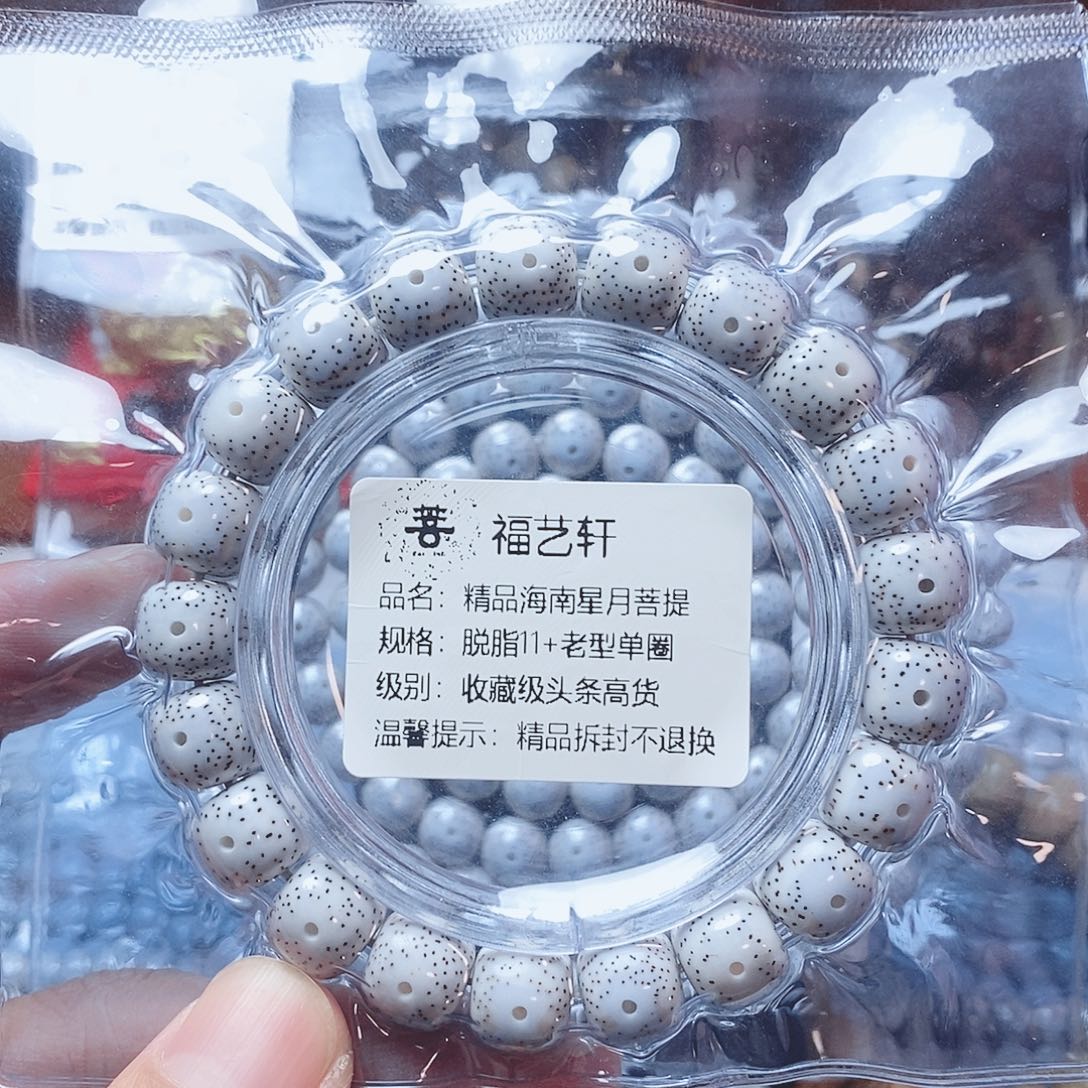 菩 福艺轩
品名：精品海南星月菩提
规格：脱脂11+老型单圈
级别：收藏级头条高货
温馨提示：精品拆封不退换